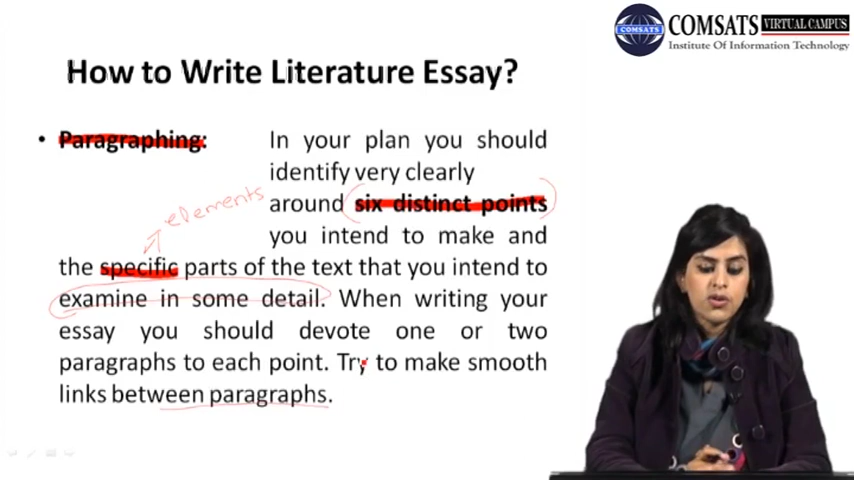 COMSATS VIRTUAL CAMPUS
COMSATS
Institute Of Information Technology
How to Write Literature Essay?
• Paragraphing: In your plan you should
identify very clearly
elements
around six distinct points
you intend to make and
the specific parts of the text that you intend to
examine in some detail. When writing your
essay you should devote one or two
paragraphs to each point. Try to make smooth
links between paragraphs.